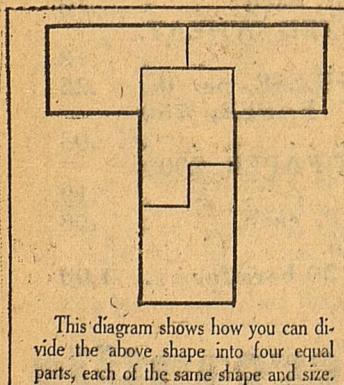 This diagram shows how you can di-
vide the above shape into four equal
parts, each of the same shape and size.